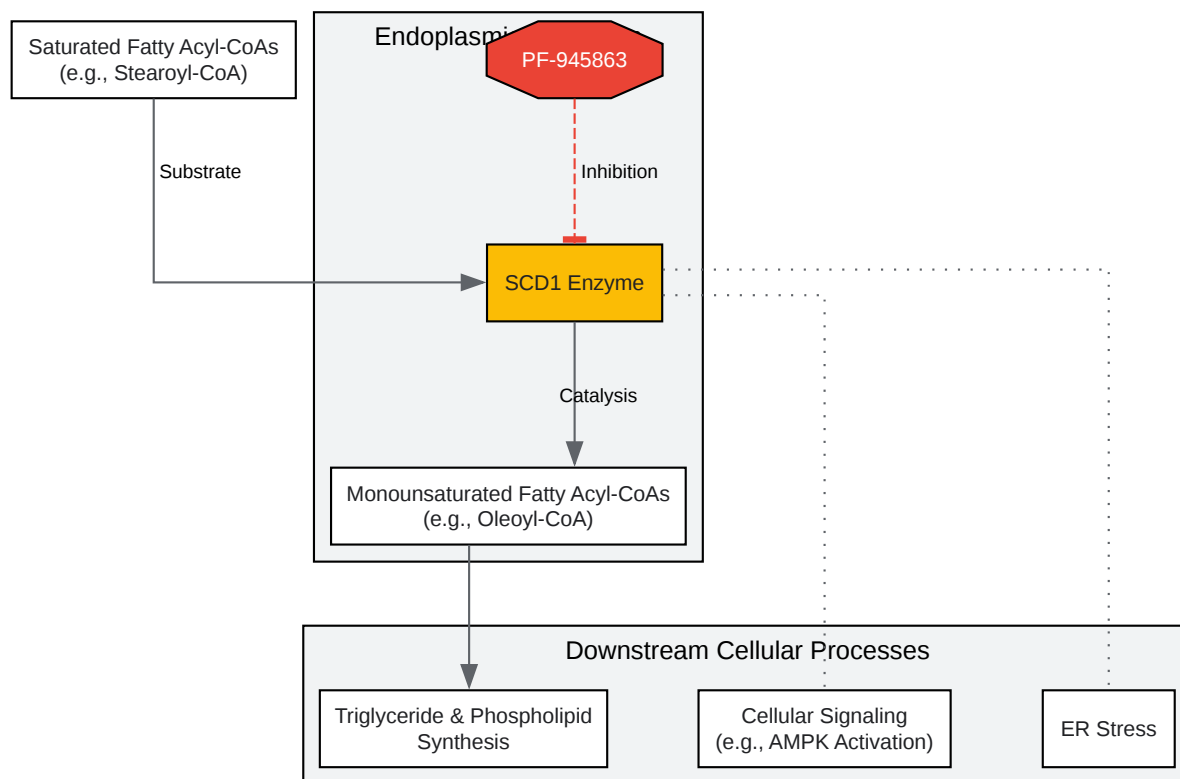 Saturated Fatty Acyl-CoAs
(e.g., Stearoyl-CoA)
PF-945863
Substrate
Inhibition
SCD1 Enzyme
Catalysis
Monounsaturated Fatty Acyl-CoAs
(e.g., Oleoyl-CoA)
Downstream Cellular Processes
Triglyceride & Phospholipid
Synthesis
Cellular Signaling
(e.g., AMPK Activation)
ER Stress